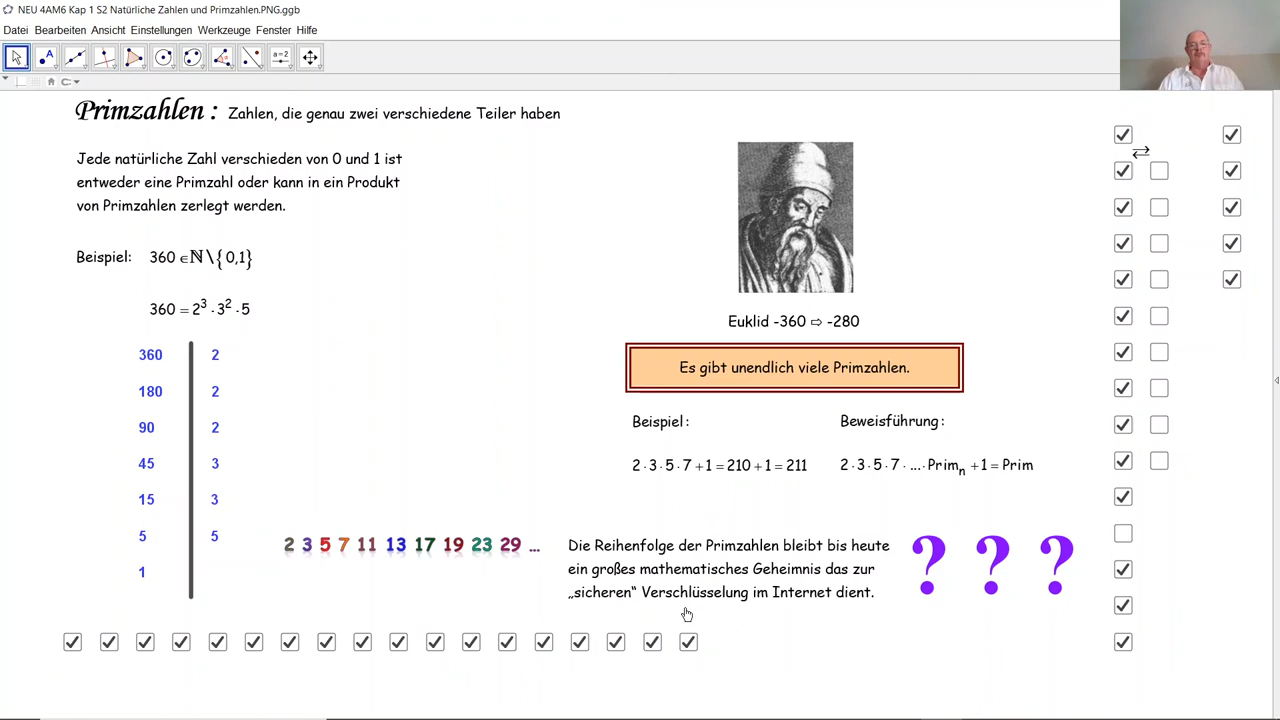 NEU 4AM6 Kap 1 S2 Natürliche Zahlen und Primzahlen.PNG.ggb
Datei Bearbeiten Ansicht Einstellungen Werkzeuge Fenster Hilfe
A
a=2
Primzahlen : Zahlen, die genau zwei verschiedene Teiler haben
Jede natürliche Zahl verschieden von 0 und 1 ist
entweder eine Primzahl oder kann in ein Produkt
von Primzahlen zerlegt werden.
Beispiel: 360 ∈ℕ\{0,1}
360 = 2³ · 3² · 5
360 2
180 2
90 2
45 3
15 3
5 5
1
Euklid -360 ⇨ -280
Es gibt unendlich viele Primzahlen.
Beispiel: Beweisführung:
2 · 3 · 5 · 7 + 1 = 210 + 1 = 211 2 · 3 · 5 · 7 · ... · Primₙ + 1 = Prim
2 3 5 7 11 13 17 19 23 29 ...
Die Reihenfolge der Primzahlen bleibt bis heute
ein großes mathematisches Geheimnis das zur
„sicheren“ Verschlüsselung im Internet dient.
? ? ?